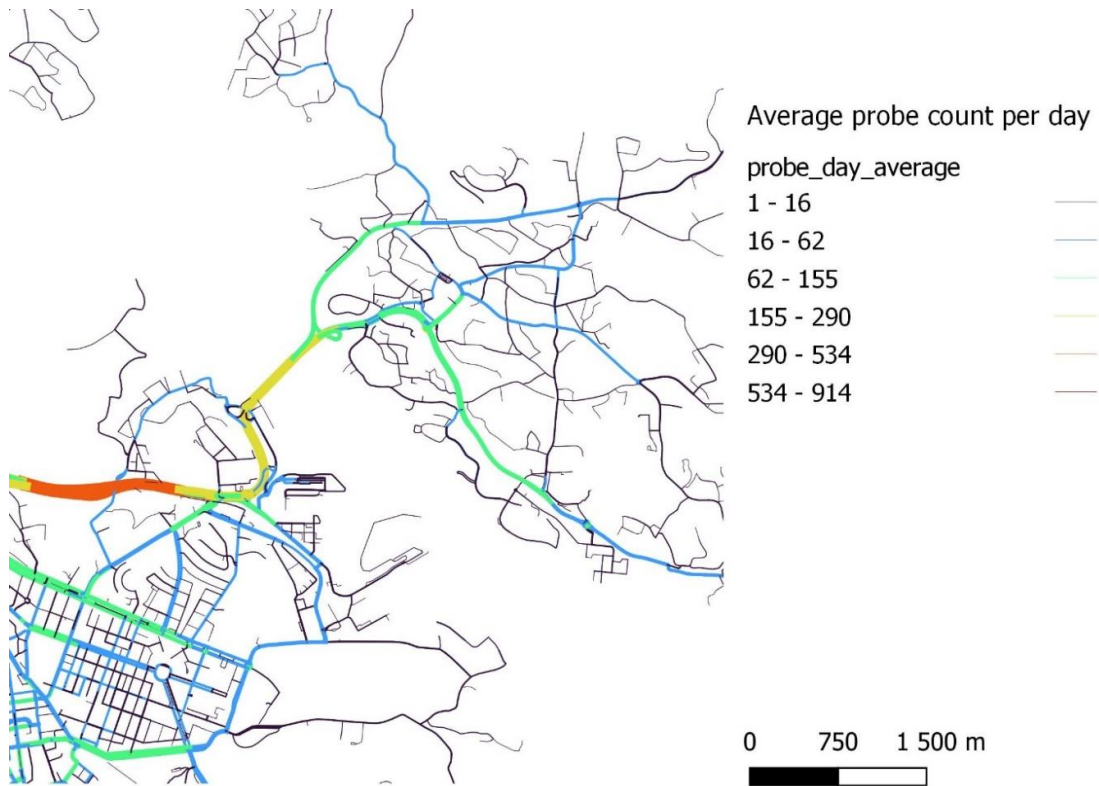 Average probe count per day
probe_day_average
1 - 16
16 - 62
62 - 155
155 - 290
290 - 534
534 - 914
0 750 1 500 m